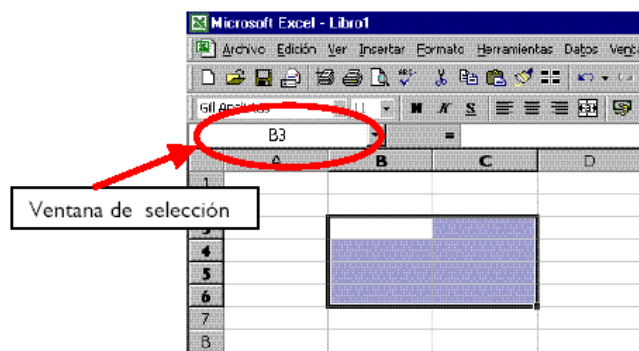 Microsoft Excel - Libro1
Archivo Edición Ver Insertar Formato Herramientas Datos
N K S
B3 =
A B C D
1
Ventana de selección
3
4
5
6
7
8